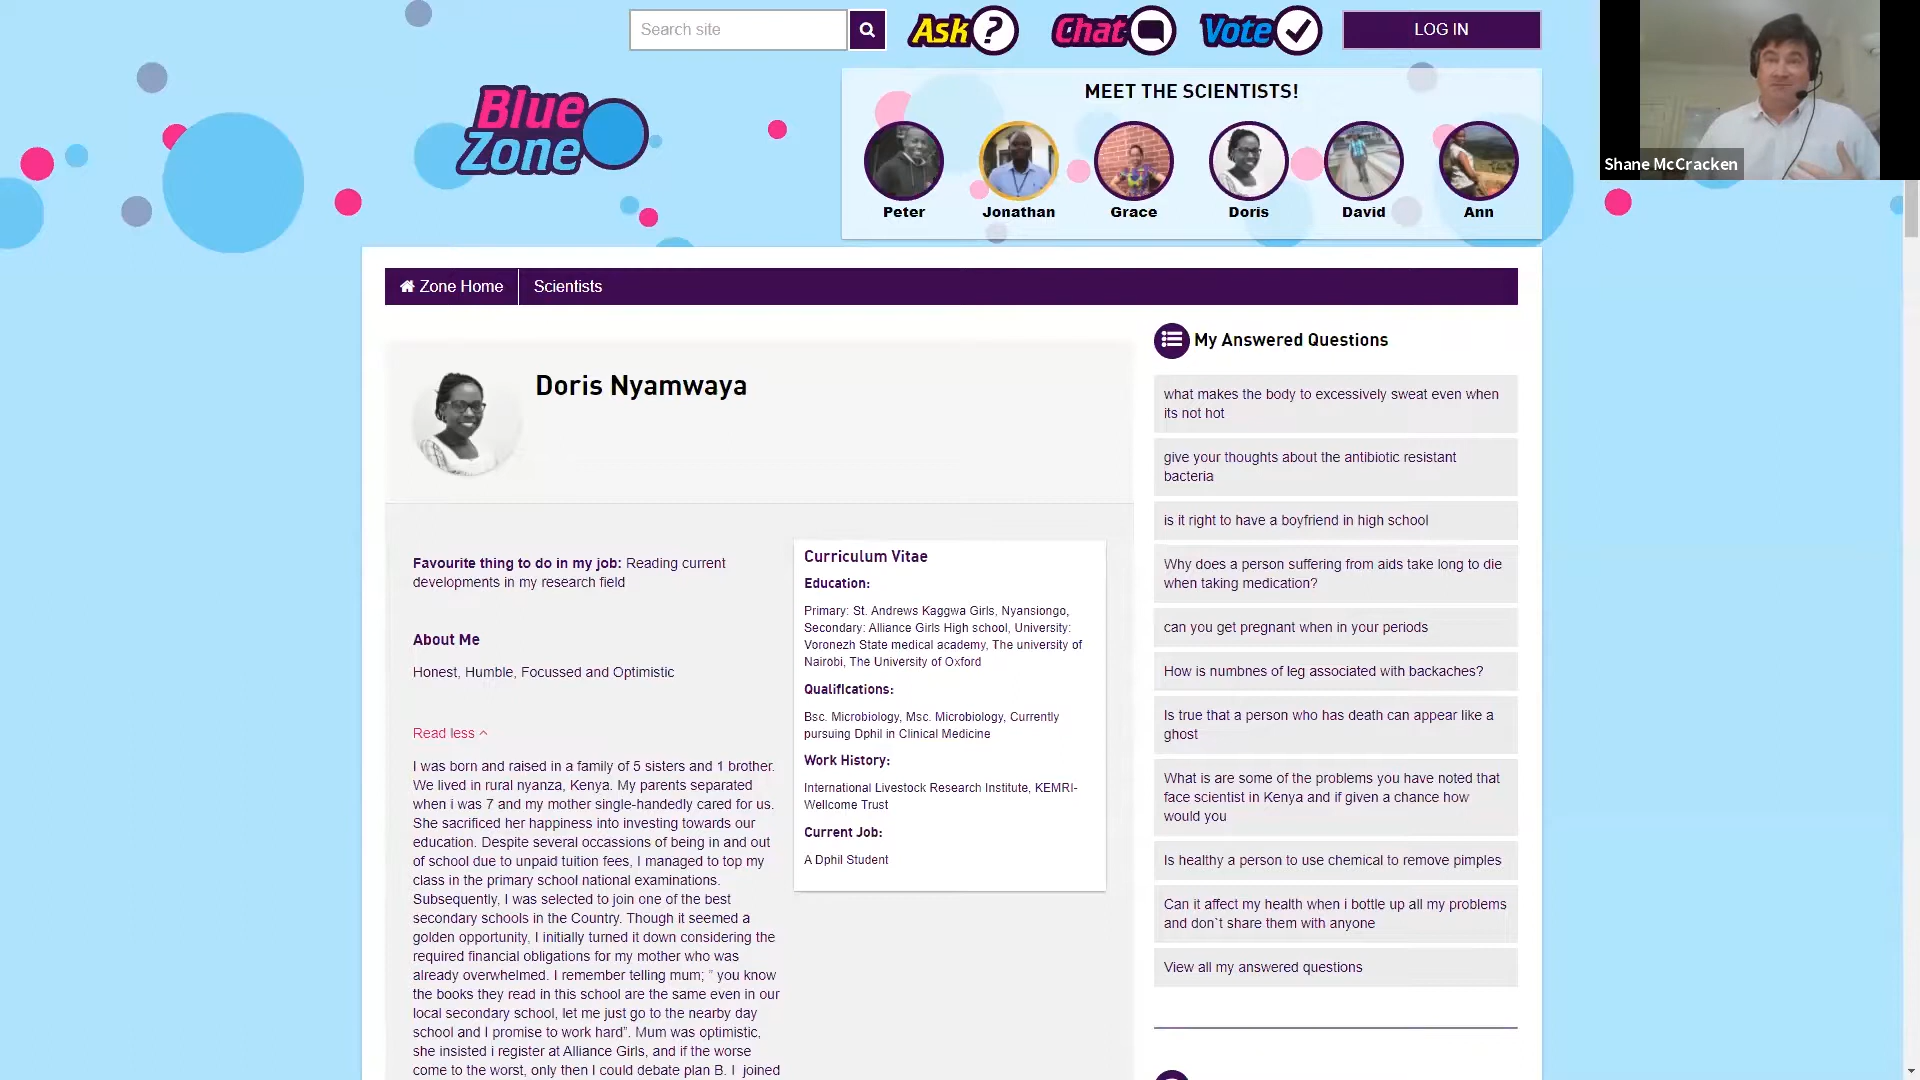 Search site
Ask ?
Chat
Vote
LOG IN
Blue
Zone
MEET THE SCIENTISTS!
Peter
Jonathan
Grace
Doris
David
Ann
Shane McCracken
Zone Home
Scientists
Doris Nyamwaya
Favourite thing to do in my job: Reading current
developments in my research field
About Me
Honest, Humble, Focussed and Optimistic
Read less
I was born and raised in a family of 5 sisters and 1 brother.
We lived in rural nyanza, Kenya. My parents separated
when i was 7 and my mother single-handedly cared for us.
She sacrificed her happiness into investing towards our
education. Despite several occassions of being in and out
of school due to unpaid tuition fees, I managed to top my
class in the primary school national examinations.
Subsequently, I was selected to join one of the best
secondary schools in the Country. Though it seemed a
golden opportunity, I initially turned it down considering the
required financial obligations for my mother who was
already overwhelmed. I remember telling mum; ” you know
the books they read in this school are the same even in our
local secondary school, let me just go to the nearby day
school and I promise to work hard”. Mum was optimistic,
she insisted i register at Alliance Girls, and if the worse
come to the worst, only then I could debate plan B. I joined
Curriculum Vitae
Education:
Primary: St. Andrews Kaggwa Girls, Nyansiongo,
Secondary: Alliance Girls High school, University:
Voronezh State medical academy, The university of
Nairobi, The University of Oxford
Qualifications:
Bsc. Microbiology, Msc. Microbiology, Currently
pursuing Dphil in Clinical Medicine
Work History:
International Livestock Research Institute, KEMRI-
Wellcome Trust
Current Job:
A Dphil Student
My Answered Questions
what makes the body to excessively sweat even when
its not hot
give your thoughts about the antibiotic resistant
bacteria
is it right to have a boyfriend in high school
Why does a person suffering from aids take long to die
when taking medication?
can you get pregnant when in your periods
How is numbnes of leg associated with backaches?
Is true that a person who has death can appear like a
ghost
What is are some of the problems you have noted that
face scientist in Kenya and if given a chance how
would you
Is healthy a person to use chemical to remove pimples
Can it affect my health when i bottle up all my problems
and don`t share them with anyone
View all my answered questions